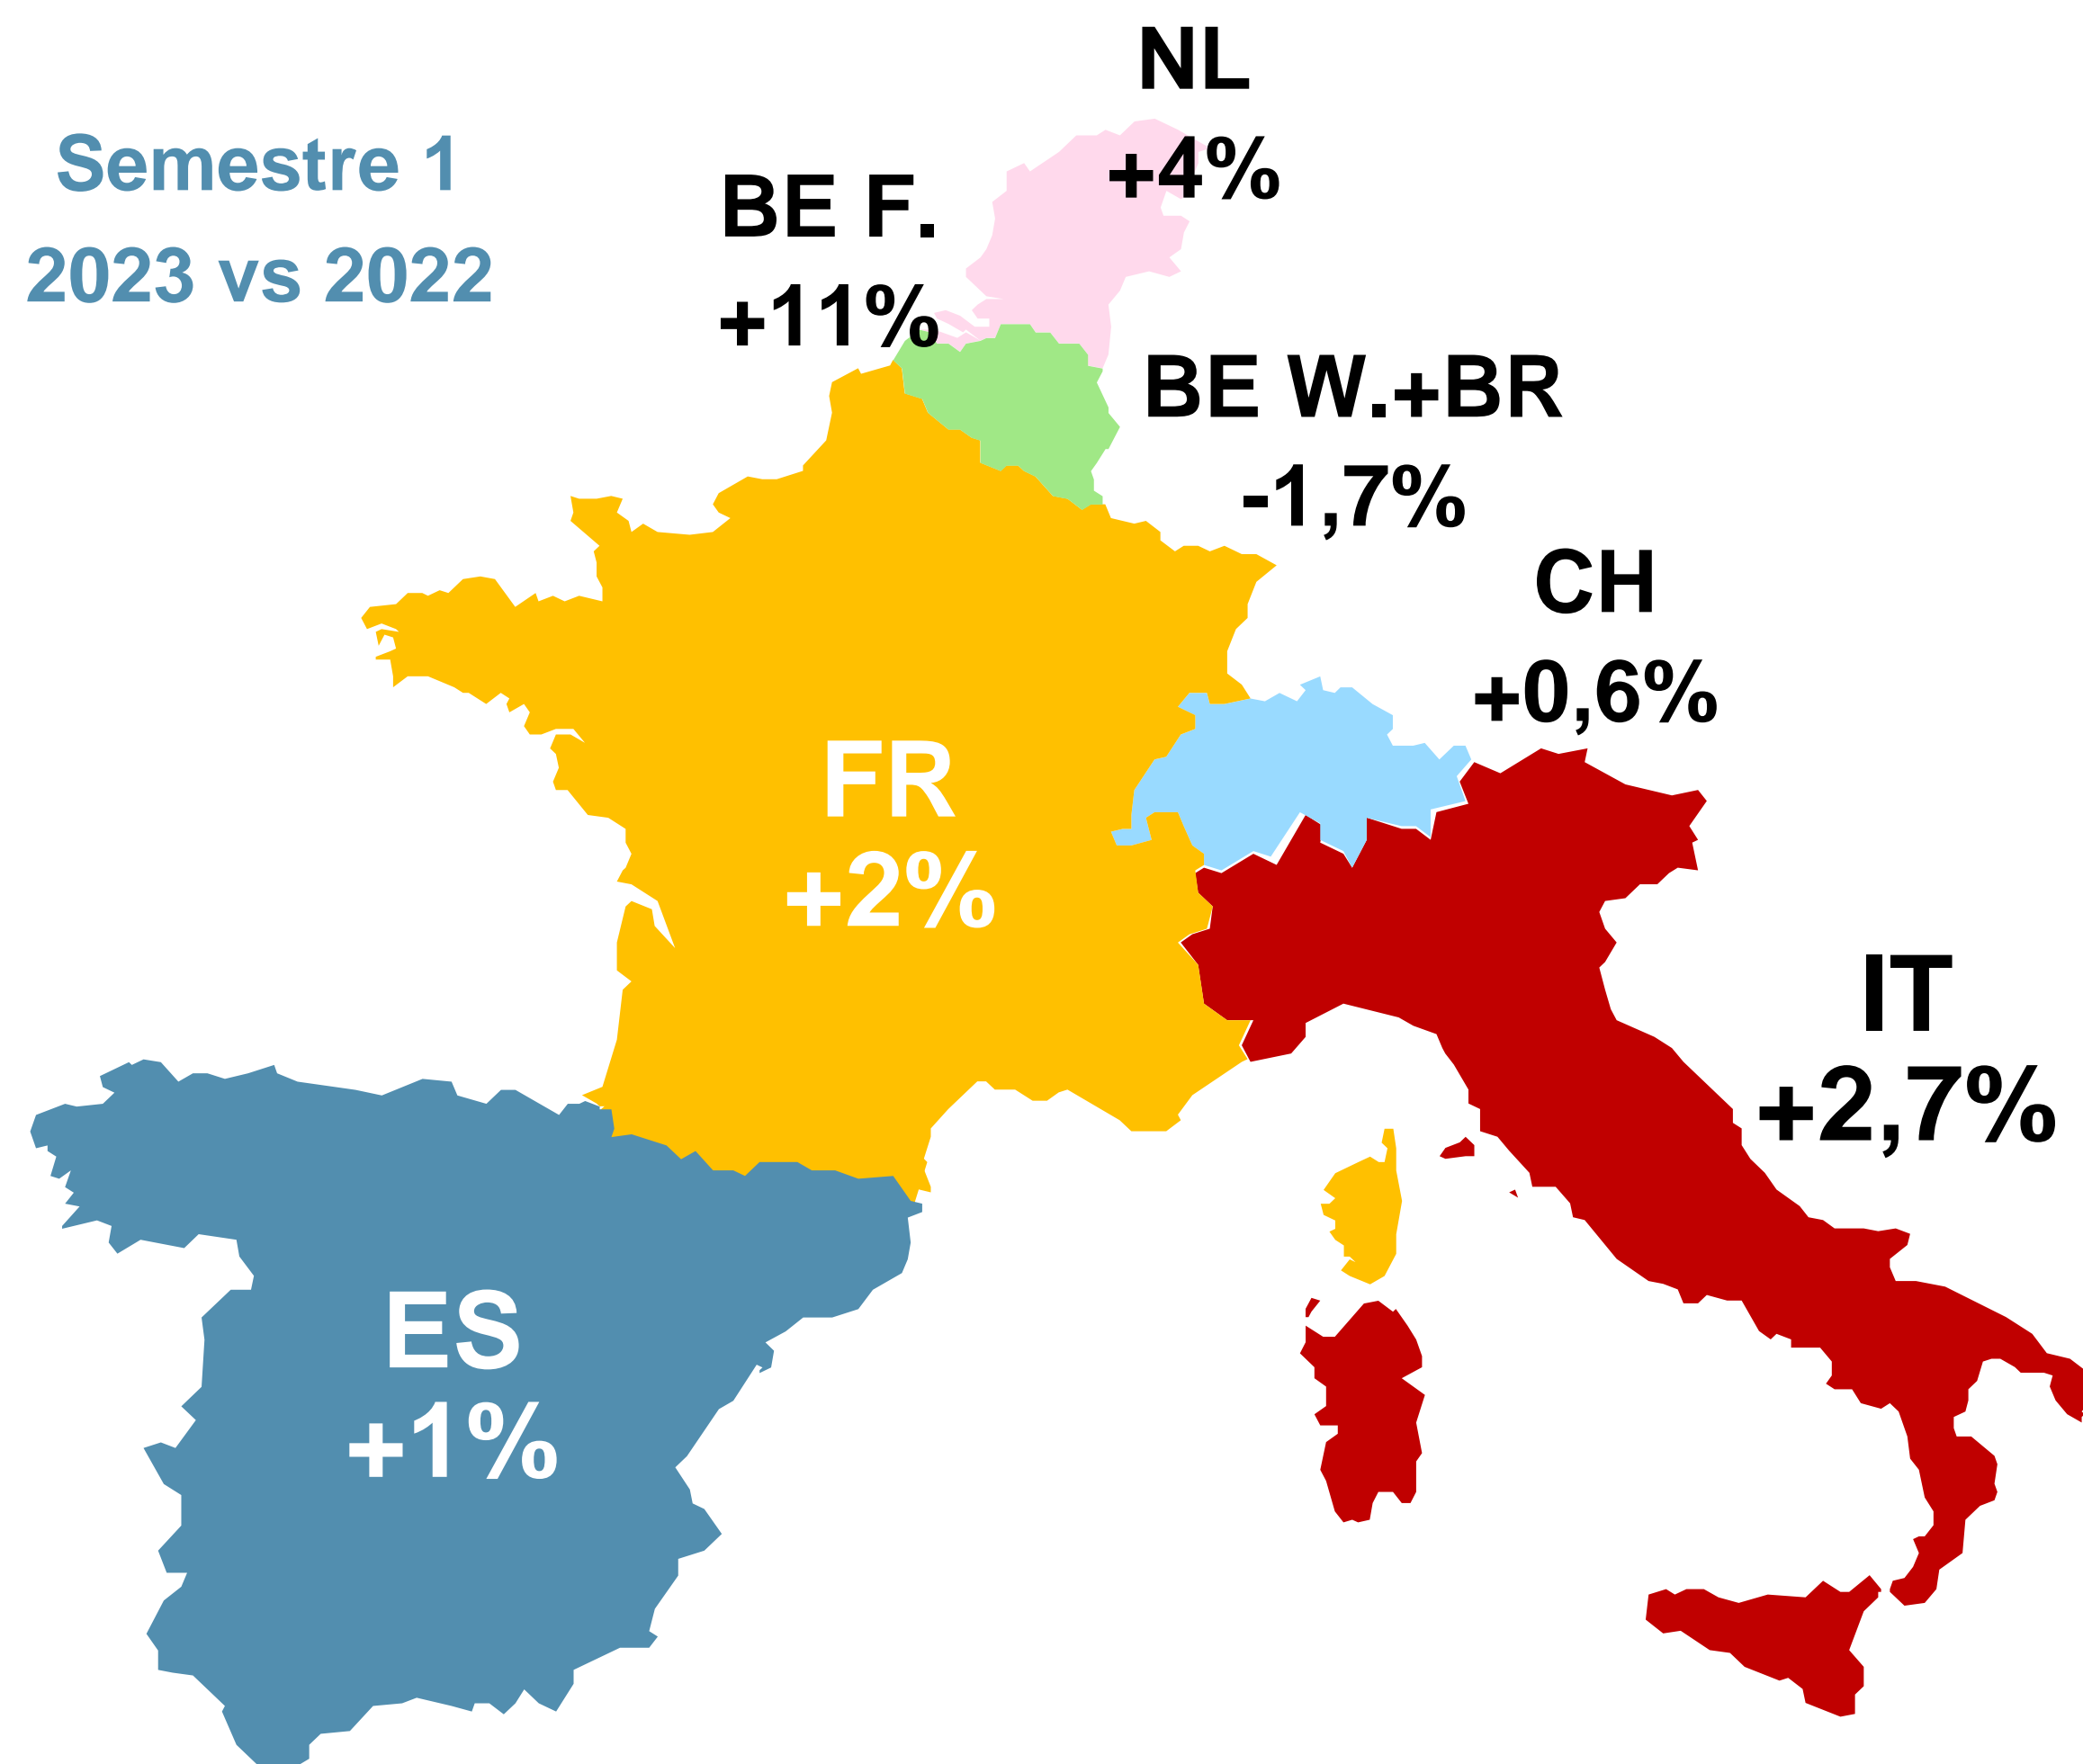 Semestre 1
2023 vs 2022
NL
+4%
BE F.
+11%
BE W.+BR
-1,7%
CH
+0,6%
FR
+2%
IT
+2,7%
ES
+1%